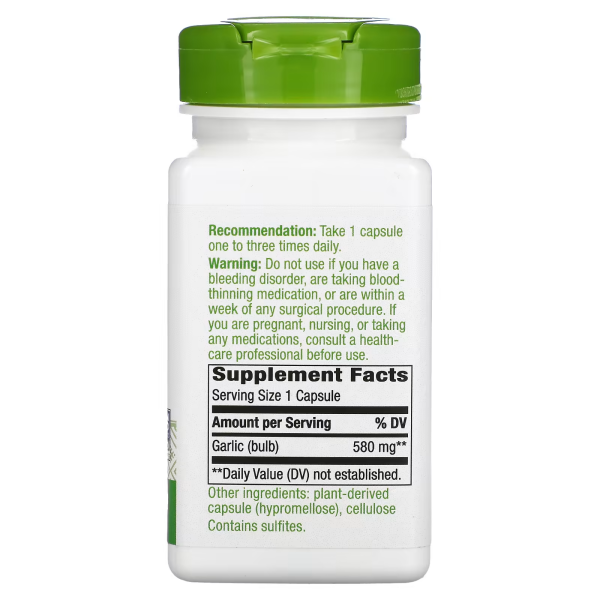 Recommendation: Take 1 capsule
one to three times daily.
Warning: Do not use if you have a
bleeding disorder, are taking blood-
thinning medication, or are within a
week of any surgical procedure. If
you are pregnant, nursing, or taking
any medications, consult a health-
care professional before use.
Supplement Facts
Serving Size 1 Capsule
Amount per Serving % DV
Garlic (bulb) 580 mg**
**Daily Value (DV) not established.
Other ingredients: plant-derived
capsule (hypromellose), cellulose
Contains sulfites.